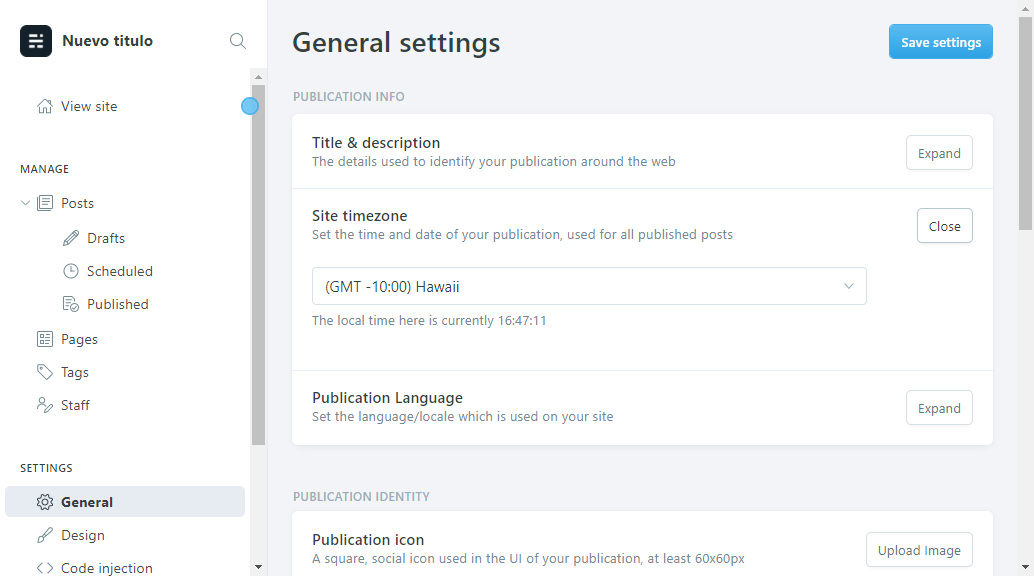 Nuevo titulo
View site
MANAGE
Posts
Drafts
Scheduled
Published
Pages
Tags
Staff
SETTINGS
General
Design
Code injection
General settings
Save settings
PUBLICATION INFO
Title & description
The details used to identify your publication around the web
Expand
Site timezone
Set the time and date of your publication, used for all published posts
Close
(GMT -10:00) Hawaii
The local time here is currently 16:47:11
Publication Language
Set the language/locale which is used on your site
Expand
PUBLICATION IDENTITY
Publication icon
A square, social icon used in the UI of your publication, at least 60x60px
Upload Image